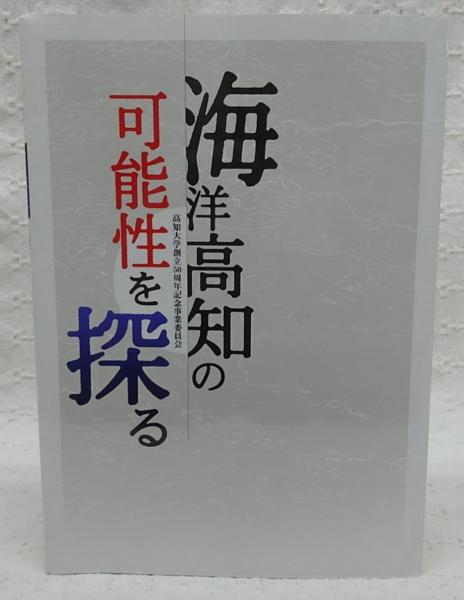 海洋高知の
可能性を探る
高知大学創立50周年記念事業委員会